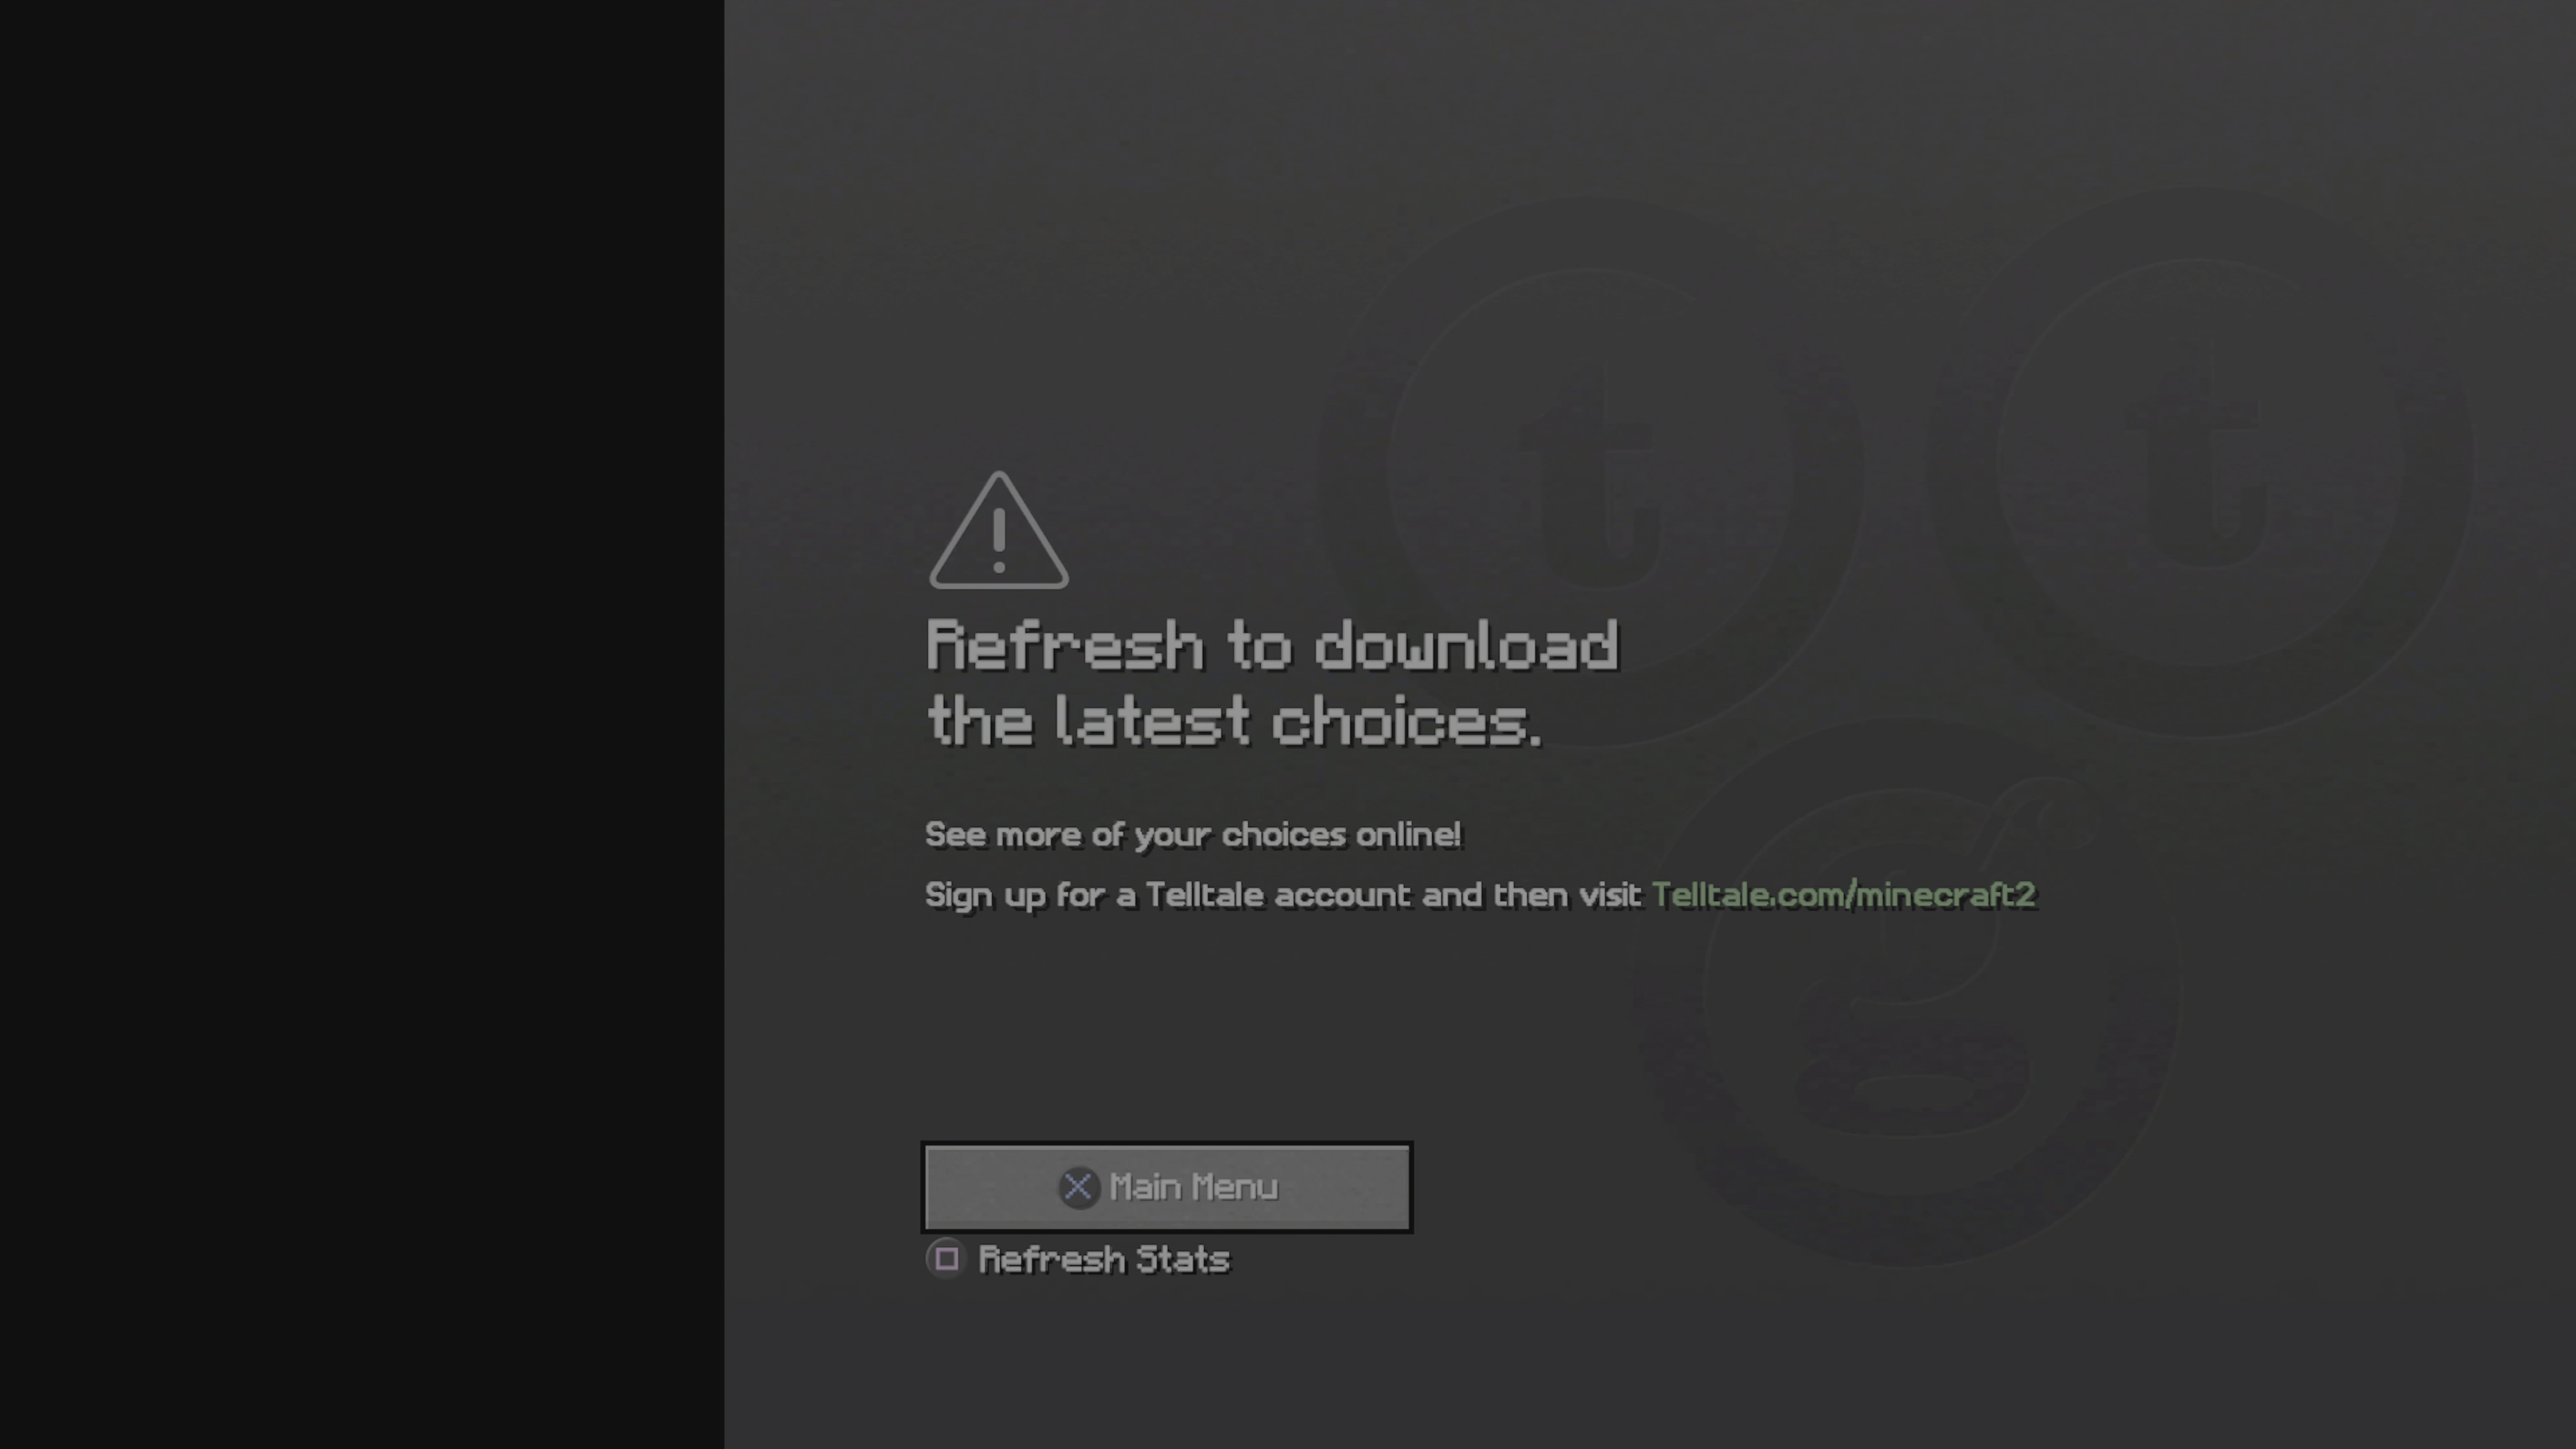 Refresh to download
the latest choices.
See more of your choices online!
Sign up for a Telltale account and then visit Telltale.com/minecraft2
Main Menu
Refresh Stats
t t
g